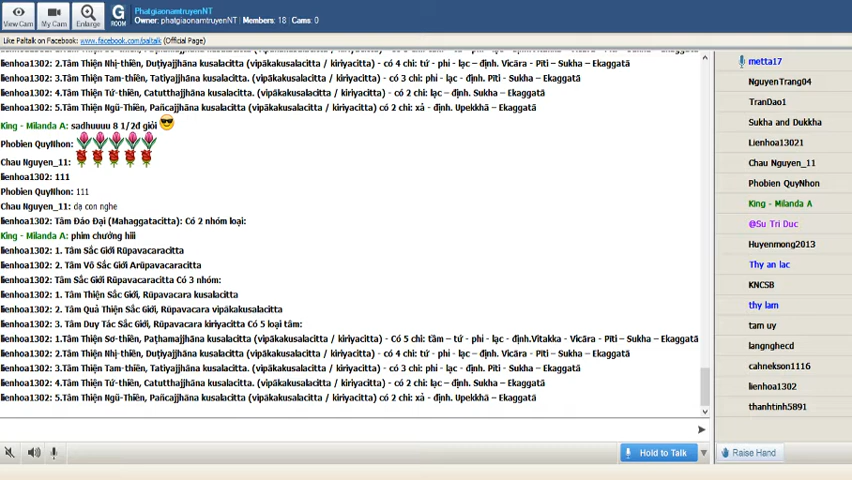 PhatgiaonamtruyenNT
Owner: phatgiaonamtruyenNT | Members: 18 | Cams: 0
View Cam
My Cam
Enlarge
G
ROOM
Like Paltalk on Facebook: www.facebook.com/paltalk (Official Page)
lienhoa1302: 2.Tâm Thiện Nhị-thiền, Dutiyajjhāna kusalacitta (vipākakusalacitta / kiriyacitta) - có 4 chi: tứ - phỉ - lạc – định. Vicāra - Pīti – Sukha – Ekaggatā
lienhoa1302: 3.Tâm Thiện Tam-thiền, Tatiyajjhāna kusalacitta. (vipākakusalacitta / kiriyacitta) - có 3 chi: phỉ - lạc – định. Pīti - Sukha – Ekaggatā
lienhoa1302: 4.Tâm Thiện Tứ-thiền, Catutthajjhāna kusalacitta. (vipākakusalacitta / kiriyacitta) - có 2 chi: lạc – định. Sukha – Ekaggatā
lienhoa1302: 5.Tâm Thiện Ngũ-Thiền, Pañcajjhāna kusalacitta (vipākakusalacitta / kiriyacitta) có 2 chi: xả - định. Upekkhā – Ekaggatā
King - Milanda A: sadhuuuu 8 1/2đ giỏi
Phobien QuyNhon:
Chau Nguyen_11:
lienhoa1302: 111
Phobien QuyNhon: 111
Chau Nguyen_11: dạ con nghe
lienhoa1302: Tâm Đáo Đại (Mahaggatacitta): Có 2 nhóm loại:
King - Milanda A: phim chưởng hiii
lienhoa1302: 1. Tâm Sắc Giới Rūpavacaracitta
lienhoa1302: 2. Tâm Vô Sắc Giới Arūpavacaracitta
lienhoa1302: Tâm Sắc Giới Rūpavacaracitta Có 3 nhóm:
lienhoa1302: 1. Tâm Thiện Sắc Giới, Rūpavacara kusalacitta
lienhoa1302: 2. Tâm Quả Thiện Sắc Giới, Rūpavacara vipākakusalacitta
lienhoa1302: 3. Tâm Duy Tác Sắc Giới, Rūpavacara kiriyacitta Có 5 loại tâm:
lienhoa1302: 1.Tâm Thiện Sơ-thiền, Paṭhamajjhāna kusalacitta (vipākakusalacitta / kiriyacitta) - Có 5 chi: tầm – tứ - phỉ - lạc – định.Vitakka - Vicāra - Pīti – Sukha – Ekaggatā
lienhoa1302: 2.Tâm Thiện Nhị-thiền, Dutiyajjhāna kusalacitta (vipākakusalacitta / kiriyacitta) - có 4 chi: tứ - phỉ - lạc – định. Vicāra - Pīti – Sukha – Ekaggatā
lienhoa1302: 3.Tâm Thiện Tam-thiền, Tatiyajjhāna kusalacitta. (vipākakusalacitta / kiriyacitta) - có 3 chi: phỉ - lạc – định. Pīti - Sukha – Ekaggatā
lienhoa1302: 4.Tâm Thiện Tứ-thiền, Catutthajjhāna kusalacitta. (vipākakusalacitta / kiriyacitta) - có 2 chi: lạc – định. Sukha – Ekaggatā
lienhoa1302: 5.Tâm Thiện Ngũ-Thiền, Pañcajjhāna kusalacitta (vipākakusalacitta / kiriyacitta) có 2 chi: xả - định. Upekkhā – Ekaggatā
Hold to Talk
metta17
NguyenTrang04
TranDao1
Sukha and Dukkha
Lienhoa13021
Chau Nguyen_11
Phobien QuyNhon
King - Milanda A
@Su Tri Duc
Huyenmong2013
Thy an lac
KNCSB
thy lam
tam uy
langnghecd
cahnekson1116
lienhoa1302
thanhtinh5891
Raise Hand